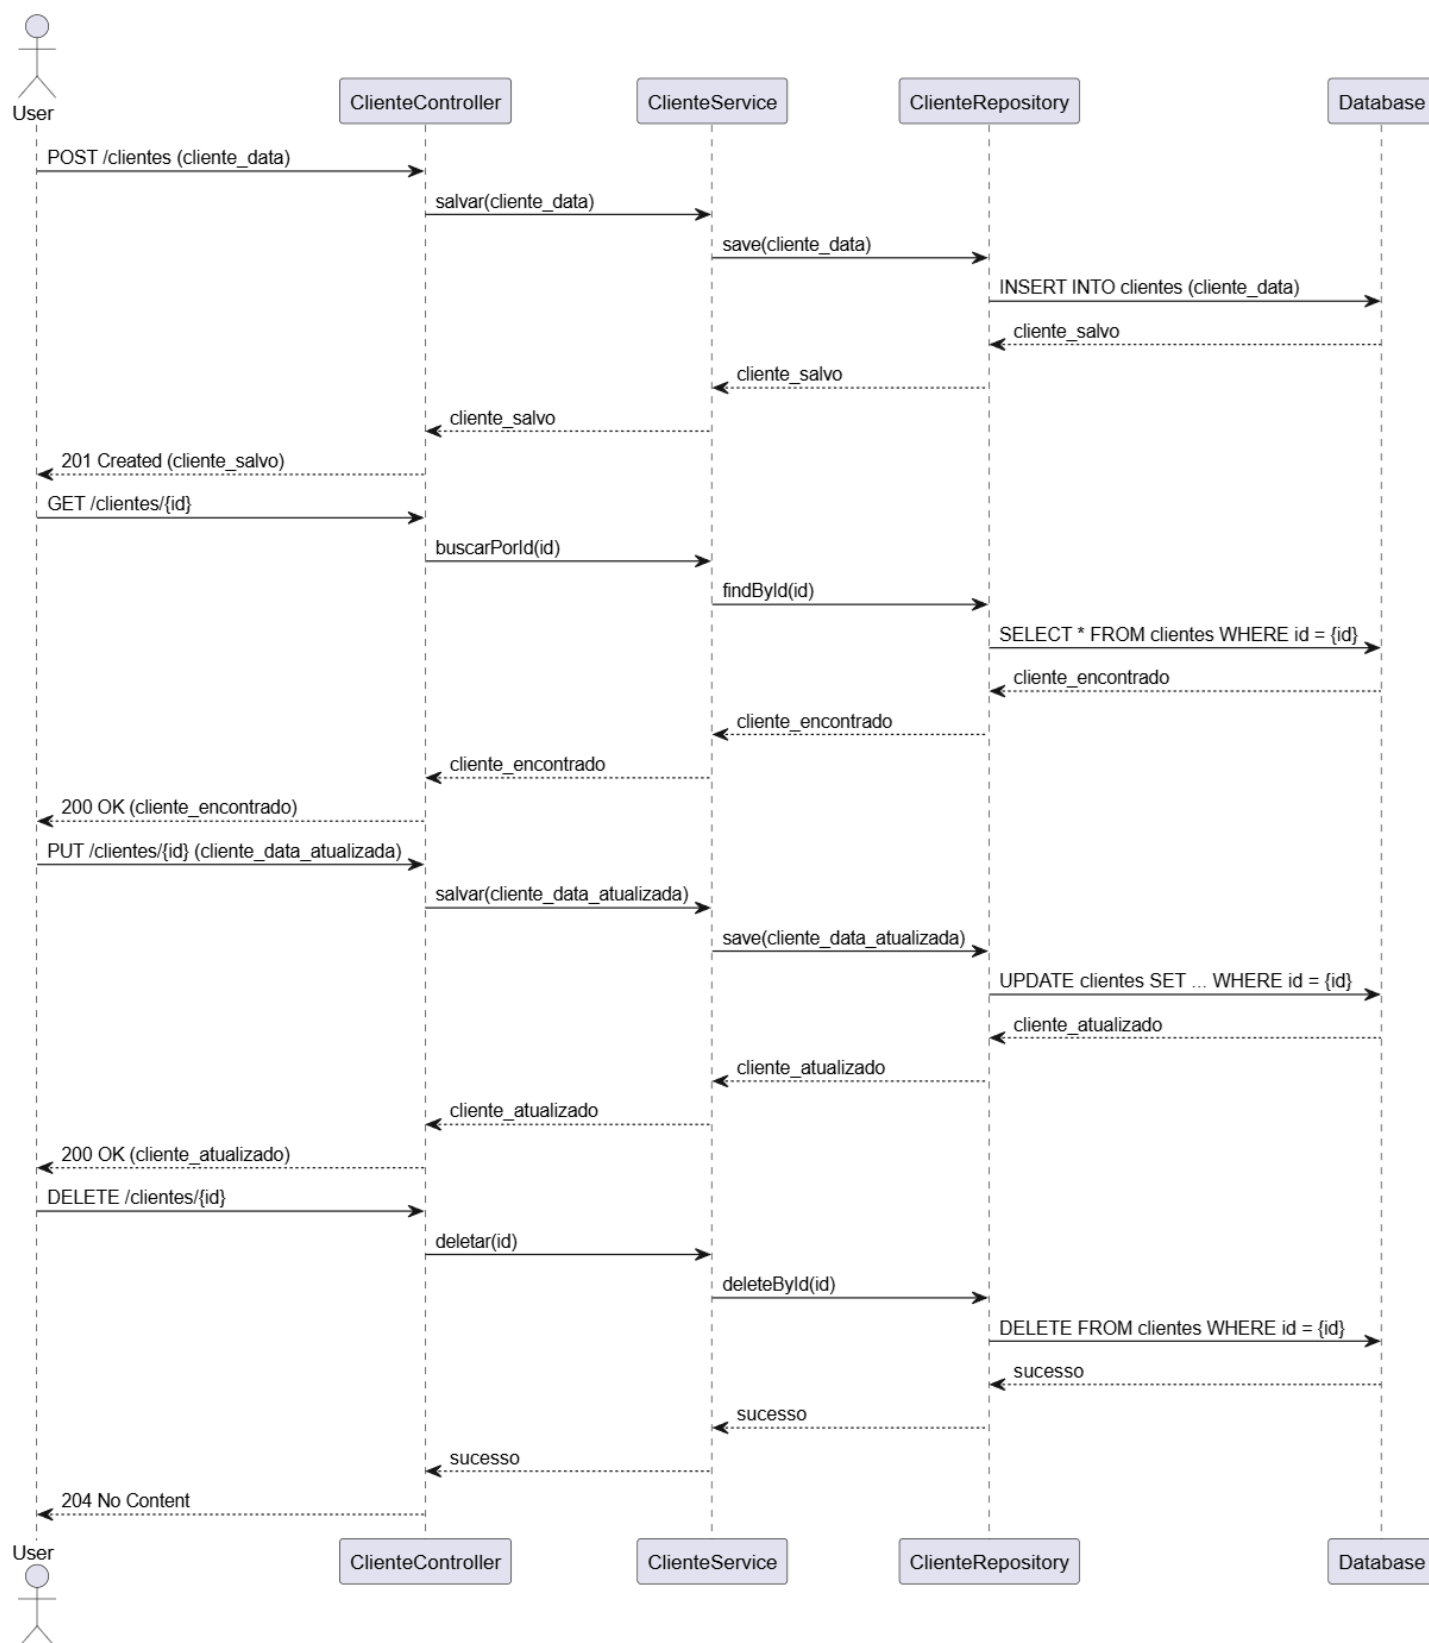 User
ClienteController
ClienteService
ClienteRepository
Database
POST /clientes (cliente_data)
salvar(cliente_data)
save(cliente_data)
INSERT INTO clientes (cliente_data)
cliente_salvo
cliente_salvo
cliente_salvo
201 Created (cliente_salvo)
GET /clientes/{id}
buscarPorId(id)
findById(id)
SELECT * FROM clientes WHERE id = {id}
cliente_encontrado
cliente_encontrado
cliente_encontrado
200 OK (cliente_encontrado)
PUT /clientes/{id} (cliente_data_atualizada)
salvar(cliente_data_atualizada)
save(cliente_data_atualizada)
UPDATE clientes SET ... WHERE id = {id}
cliente_atualizado
cliente_atualizado
cliente_atualizado
200 OK (cliente_atualizado)
DELETE /clientes/{id}
deletar(id)
deleteById(id)
DELETE FROM clientes WHERE id = {id}
sucesso
sucesso
sucesso
204 No Content
User
ClienteController
ClienteService
ClienteRepository
Database